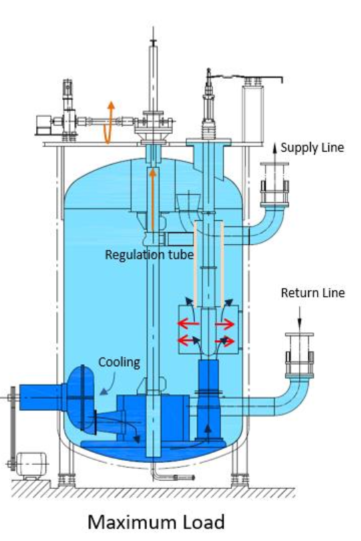 Supply Line
Regulation tube
Return Line
Cooling
Maximum Load